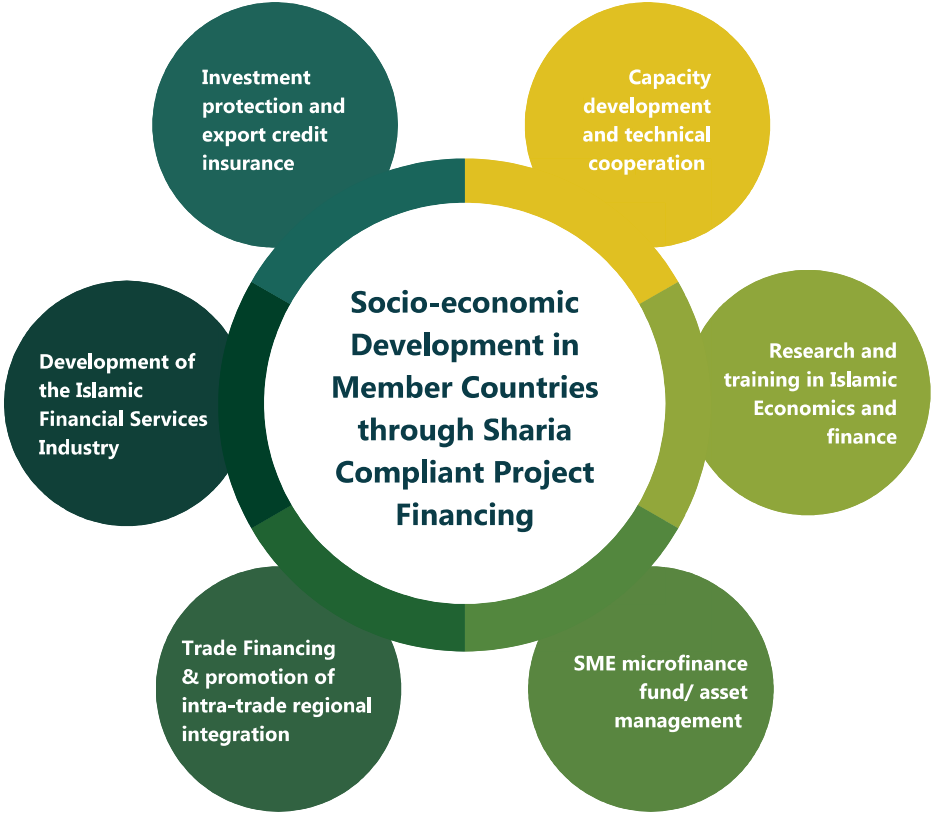 Investment
protection and
export credit
insurance
Capacity
development
and technical
cooperation
Development of
the Islamic
Financial Services
Industry
Socio-economic
Development in
Member Countries
through Sharia
Compliant Project
Financing
Research and
training in Islamic
Economics and
finance
Trade Financing
& promotion of
intra-trade regional
integration
SME microfinance
fund/ asset
management